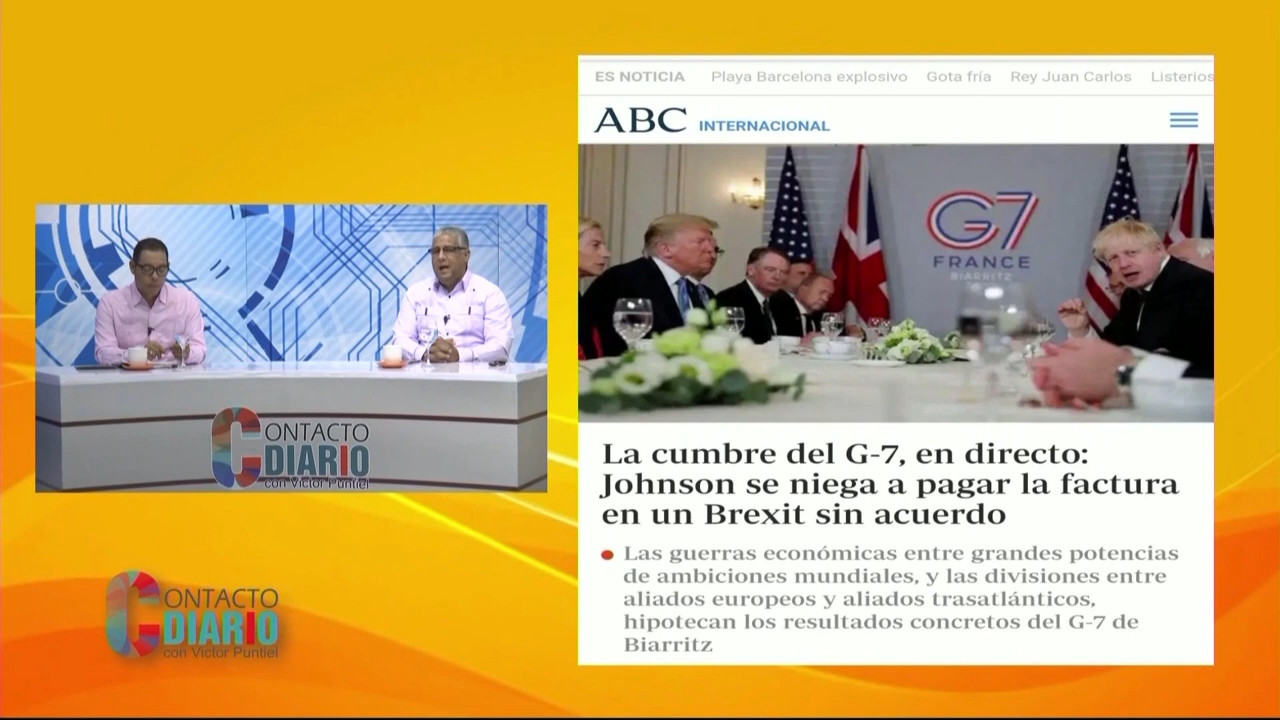 ES NOTICIA Playa Barcelona explosivo Gota fría Rey Juan Carlos Listerios
ABC INTERNACIONAL
G7
FRANCE
BIARRITZ
La cumbre del G-7, en directo:
Johnson se niega a pagar la factura
en un Brexit sin acuerdo
Las guerras económicas entre grandes potencias
de ambiciones mundiales, y las divisiones entre
aliados europeos y aliados trasatlánticos,
hipotecan los resultados concretos del G-7 de
Biarritz
CONTACTO
DIARIO
con Víctor Puntiel
CONTACTO
DIARIO
con Víctor Puntiel